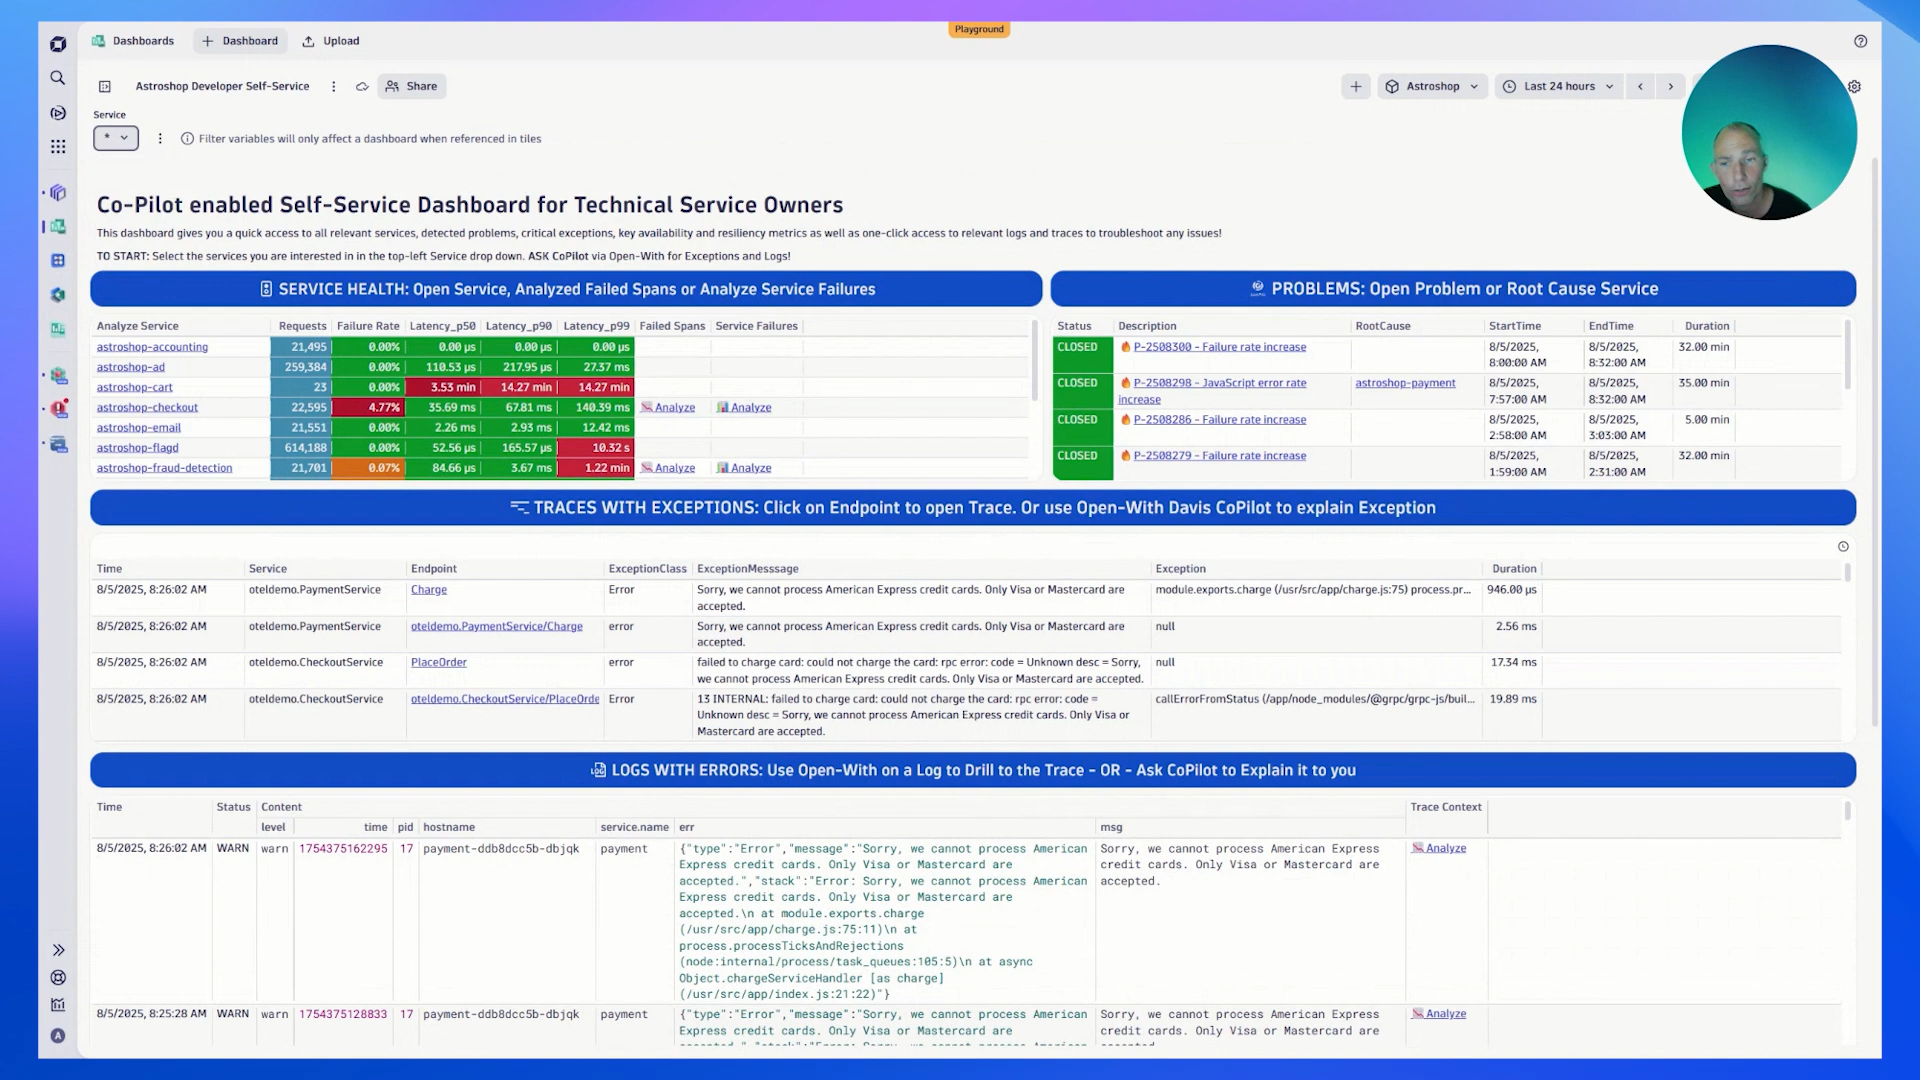 Playground
Dashboards
Dashboard
Upload
Astroshop Developer Self-Service
Share
Astroshop
Last 24 hours
Service
*
Filter variables will only affect a dashboard when referenced in tiles
Co-Pilot enabled Self-Service Dashboard for Technical Service Owners
This dashboard gives you a quick access to all relevant services, detected problems, critical exceptions, key availability and resiliency metrics as well as one-click access to relevant logs and traces to troubleshoot any issues!
TO START: Select the services you are interested in in the top-left Service drop down. ASK CoPilot via Open-With for Exceptions and Logs!
SERVICE HEALTH: Open Service, Analyzed Failed Spans or Analyze Service Failures
Analyze Service Requests Failure Rate Latency_p50 Latency_p90 Latency_p99 Failed Spans Service Failures
astroshop-accounting 21,495 0.00% 0.00 µs 0.00 µs 0.00 µs
astroshop-ad 259,384 0.00% 110.53 µs 217.95 µs 27.37 ms
astroshop-cart 23 0.00% 3.53 min 14.27 min 14.27 min
astroshop-checkout 22,595 4.77% 35.69 ms 67.81 ms 140.39 ms Analyze Analyze
astroshop-email 21,551 0.00% 2.26 ms 2.93 ms 12.42 ms
astroshop-flagd 614,188 0.00% 52.56 µs 165.57 µs 10.32 s
astroshop-fraud-detection 21,701 0.07% 84.66 µs 3.67 ms 1.22 min Analyze Analyze
PROBLEMS: Open Problem or Root Cause Service
Status Description RootCause StartTime EndTime Duration
CLOSED P-2508300 - Failure rate increase 8/5/2025, 8/5/2025, 32.00 min
8:00:00 AM 8:32:00 AM
CLOSED P-2508298 - JavaScript error rate astroshop-payment 8/5/2025, 8/5/2025, 35.00 min
increase 7:57:00 AM 8:32:00 AM
CLOSED P-2508286 - Failure rate increase 8/5/2025, 8/5/2025, 5.00 min
2:58:00 AM 3:03:00 AM
CLOSED P-2508279 - Failure rate increase 8/5/2025, 8/5/2025, 32.00 min
1:59:00 AM 2:31:00 AM
TRACES WITH EXCEPTIONS: Click on Endpoint to open Trace. Or use Open-With Davis CoPilot to explain Exception
Time Service Endpoint ExceptionClass ExceptionMesssage Exception Duration
8/5/2025, 8:26:02 AM oteldemo.PaymentService Charge Error Sorry, we cannot process American Express credit cards. Only Visa or Mastercard are module.exports.charge (/usr/src/app/charge.js:75) process.pr... 946.00 µs
accepted.
8/5/2025, 8:26:02 AM oteldemo.PaymentService oteldemo.PaymentService/Charge error Sorry, we cannot process American Express credit cards. Only Visa or Mastercard are null 2.56 ms
accepted.
8/5/2025, 8:26:02 AM oteldemo.CheckoutService PlaceOrder error failed to charge card: could not charge the card: rpc error: code = Unknown desc = Sorry, null 17.34 ms
we cannot process American Express credit cards. Only Visa or Mastercard are accepted.
8/5/2025, 8:26:02 AM oteldemo.CheckoutService oteldemo.CheckoutService/PlaceOrde Error 13 INTERNAL: failed to charge card: could not charge the card: rpc error: code = callErrorFromStatus (/app/node_modules/@grpc/grpc-js/buil... 19.89 ms
Unknown desc = Sorry, we cannot process American Express credit cards. Only Visa or
Mastercard are accepted.
LOGS WITH ERRORS: Use Open-With on a Log to Drill to the Trace - OR - Ask CoPilot to Explain it to you
Time Status Content Trace Context
level time pid hostname service.name err msg
8/5/2025, 8:26:02 AM WARN warn 1754375162295 17 payment-ddb8dcc5b-dbjqk payment {"type":"Error","message":"Sorry, we cannot process American Sorry, we cannot process American Express Analyze
Express credit cards. Only Visa or Mastercard are credit cards. Only Visa or Mastercard are
accepted.","stack":"Error: Sorry, we cannot process American accepted.
Express credit cards. Only Visa or Mastercard are
accepted.\n at module.exports.charge
(/usr/src/app/charge.js:75:11)\n at
process.processTicksAndRejections
(node:internal/process/task_queues:105:5)\n at async
Object.chargeServiceHandler [as charge]
(/usr/src/app/index.js:21:22)"}
8/5/2025, 8:25:28 AM WARN warn 1754375128833 17 payment-ddb8dcc5b-dbjqk payment {"type":"Error","message":"Sorry, we cannot process American Sorry, we cannot process American Express Analyze
Express credit cards. Only Visa or Mastercard are credit cards. Only Visa or Mastercard are
A